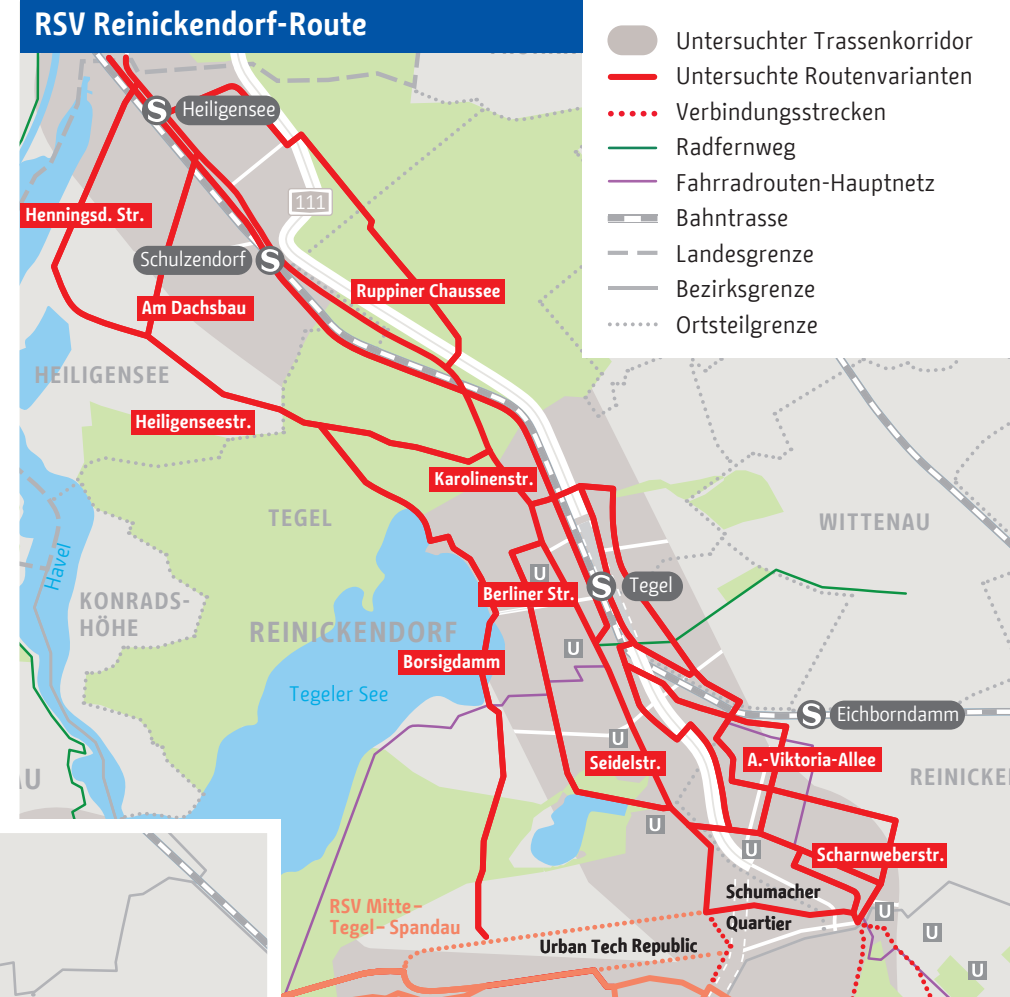 RSV Reinickendorf-Route
Untersuchter Trassenkorridor
Untersuchte Routenvarianten
Verbindungsstrecken
Radfernweg
Fahrradrouten-Hauptnetz
Bahntrasse
Landesgrenze
Bezirksgrenze
Ortsteilgrenze
S Heiligensee
111
Henningsd. Str.
Schulzendorf S
Ruppiner Chaussee
Am Dachsbau
HEILIGENSEE
Heiligenseestr.
Karolinenstr.
TEGEL
WITTENAU
Havel
U
S Tegel
Berliner Str.
KONRADS-
HÖHE
REINICKENDORF
U
Borsigdamm
Tegeler See
S Eichborndamm
U
Seidelstr.
A.-Viktoria-Allee
AU
REINICKE
U
U
Scharnweberstr.
Schumacher
Quartier
RSV Mitte–
Tegel–Spandau
U
U
Urban Tech Republic
U